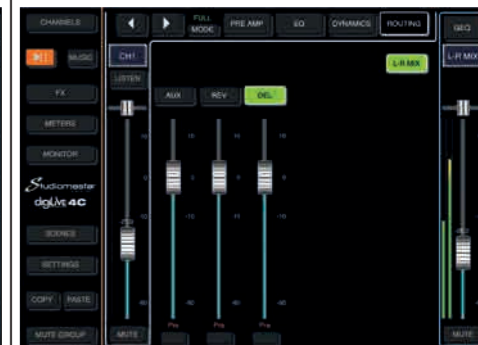 CHANNELS
FULL
MODE
PRE AMP
EQ
DYNAMICS
ROUTING
GEQ
MUSIC
CH1
L-R MIX
L-R MIX
LISTEN
FX
AUX
REV
DEL
METERS
MONITOR
Studiomaster
digiLiVE 4C
SCENES
SETTINGS
COPY
PASTE
Pre
Pre
Pre
MUTE GROUP
MUTE
MUTE